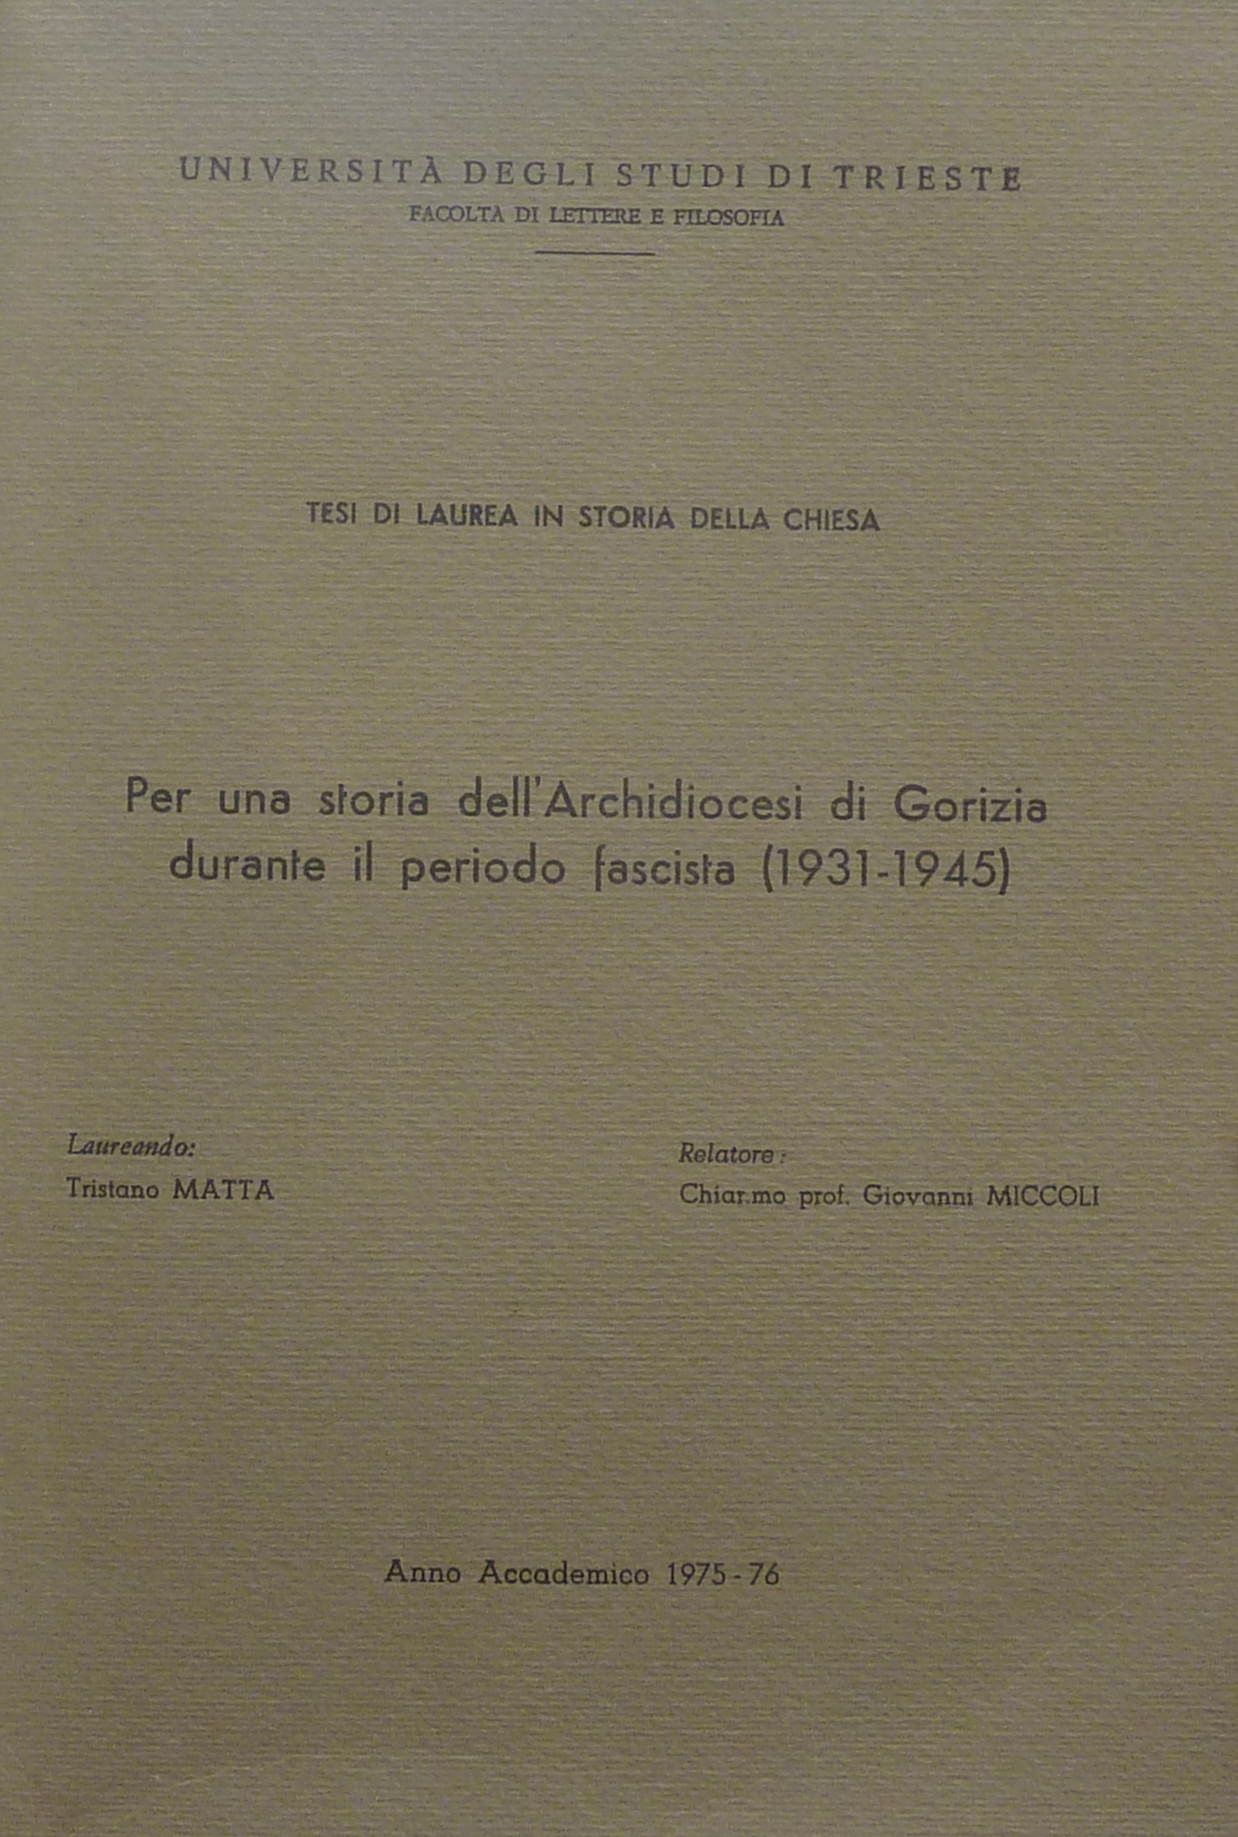 UNIVERSITÀ DEGLI STUDI DI TRIESTE
FACOLTÀ DI LETTERE E FILOSOFIA
TESI DI LAUREA IN STORIA DELLA CHIESA
Per una storia dell'Archidiocesi di Gorizia
durante il periodo fascista (1931-1945)
Laureando:
Tristano MATTA
Relatore:
Chiar.mo prof. Giovanni MICCOLI
Anno Accademico 1975-76